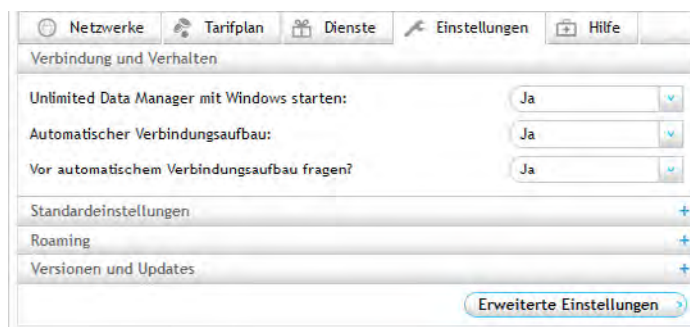 Netzwerke Tarifplan Dienste Einstellungen Hilfe
Verbindung und Verhalten
Unlimited Data Manager mit Windows starten: Ja
Automatischer Verbindungsaufbau: Ja
Vor automatischem Verbindungsaufbau fragen? Ja
Standardeinstellungen +
Roaming +
Versionen und Updates +
Erweiterte Einstellungen